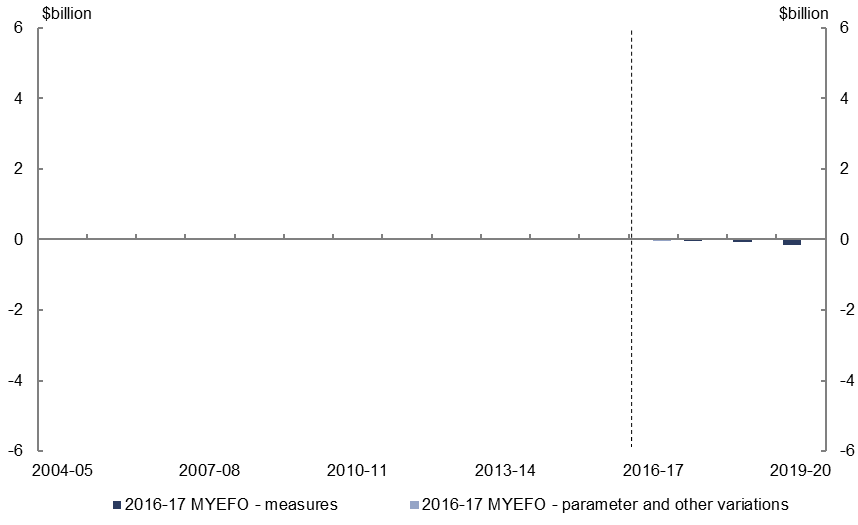 $billion $billion
6 6
4 4
2 2
0 0
-2 -2
-4 -4
-6 -6
2004-05 2007-08 2010-11 2013-14 2016-17 2019-20
2016-17 MYEFO - measures 2016-17 MYEFO - parameter and other variations